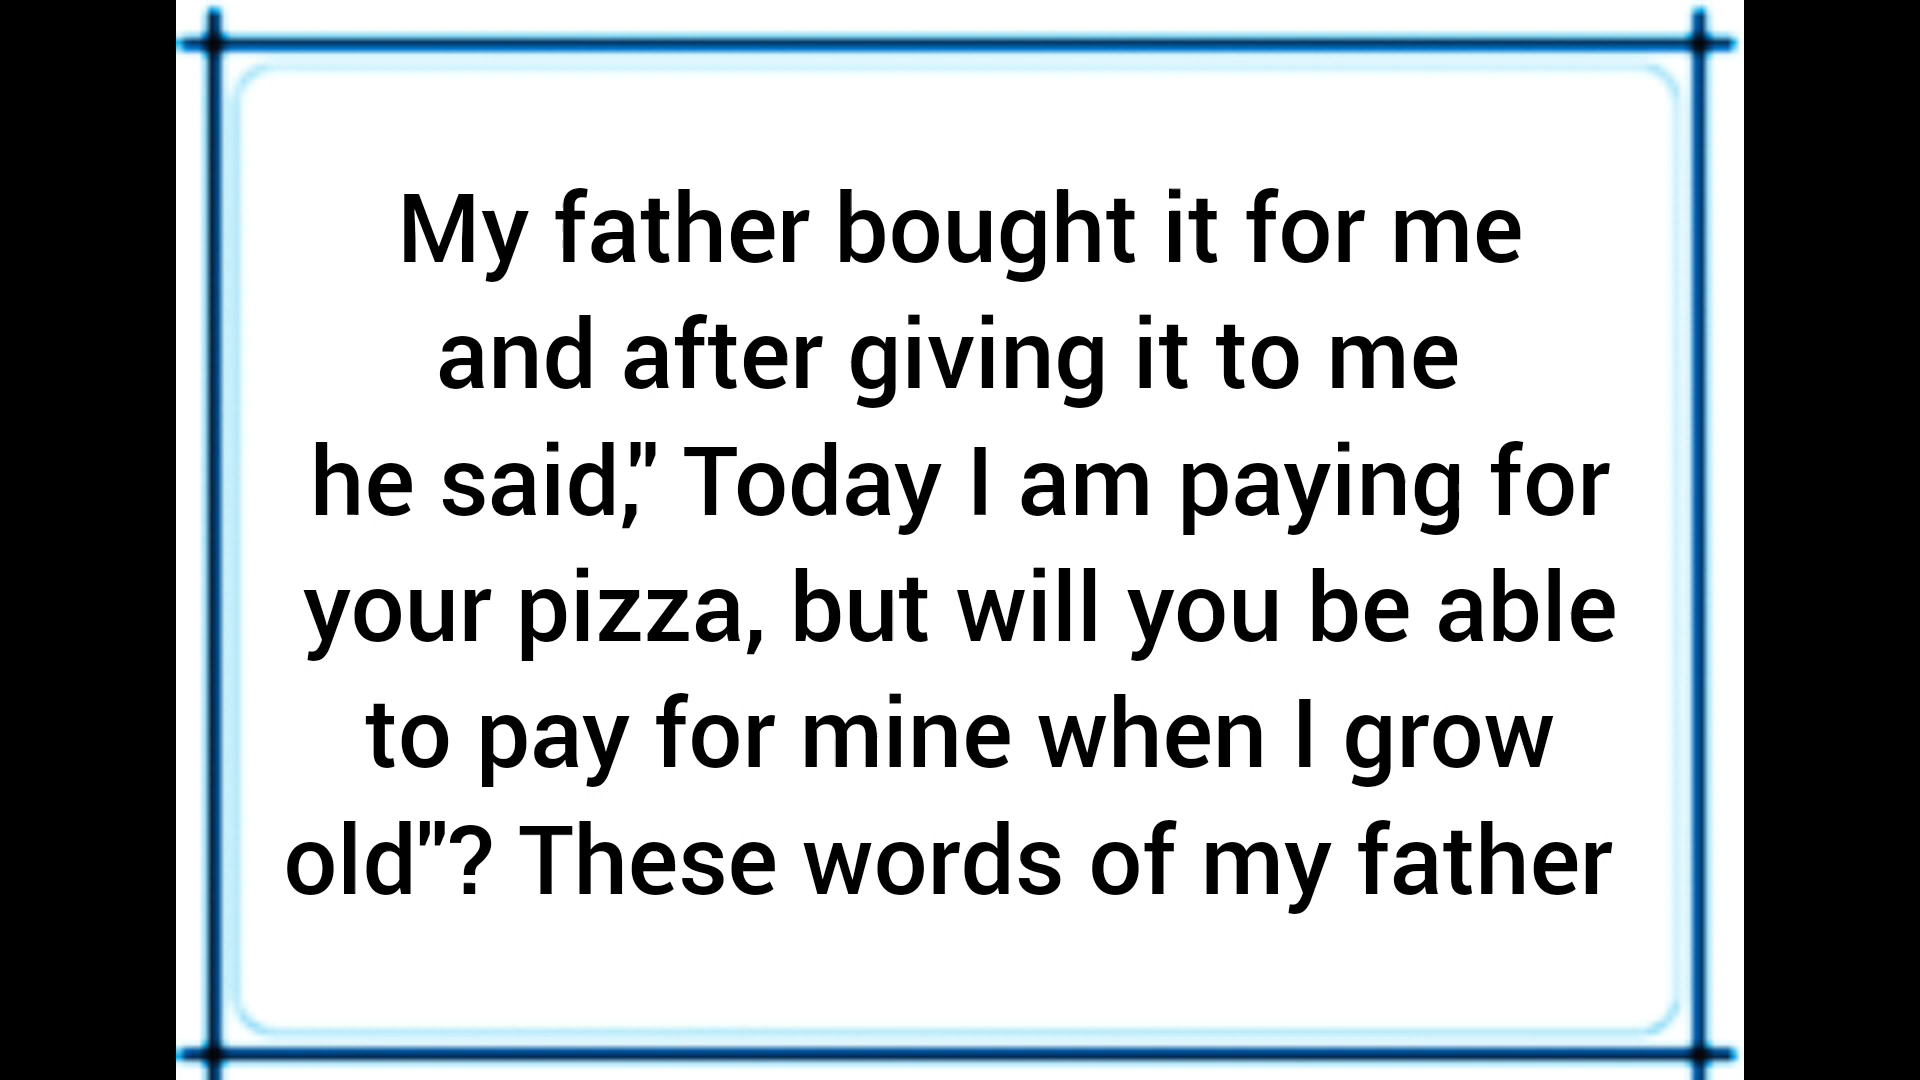 My father bought it for me
and after giving it to me
he said," Today I am paying for
your pizza, but will you be able
to pay for mine when I grow
old"? These words of my father